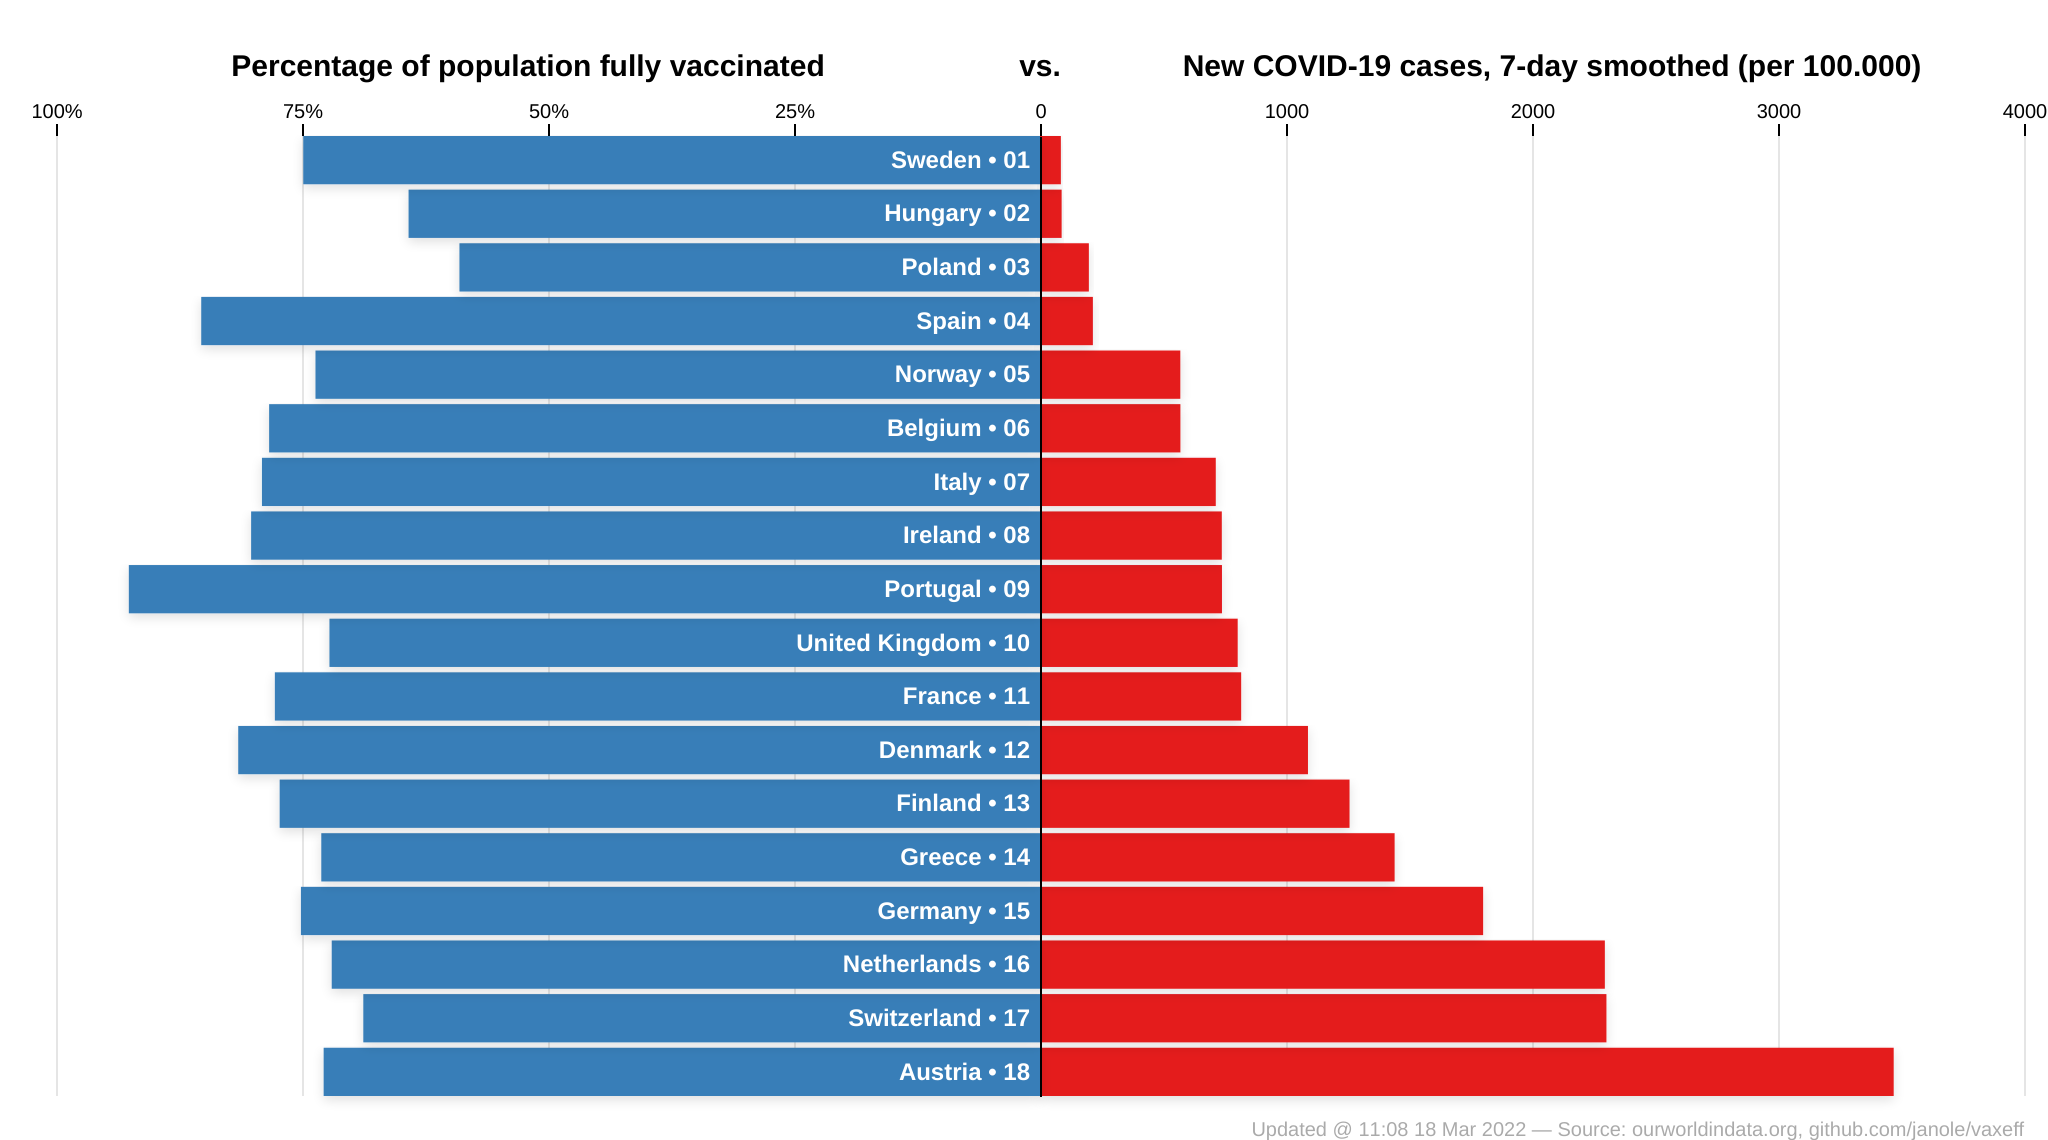 Percentage of population fully vaccinated vs. New COVID-19 cases, 7-day smoothed (per 100.000)
100% 75% 50% 25% 0 1000 2000 3000 4000
Sweden • 01
Hungary • 02
Poland • 03
Spain • 04
Norway • 05
Belgium • 06
Italy • 07
Ireland • 08
Portugal • 09
United Kingdom • 10
France • 11
Denmark • 12
Finland • 13
Greece • 14
Germany • 15
Netherlands • 16
Switzerland • 17
Austria • 18
Updated @ 11:08 18 Mar 2022 — Source: ourworldindata.org, github.com/janole/vaxeff